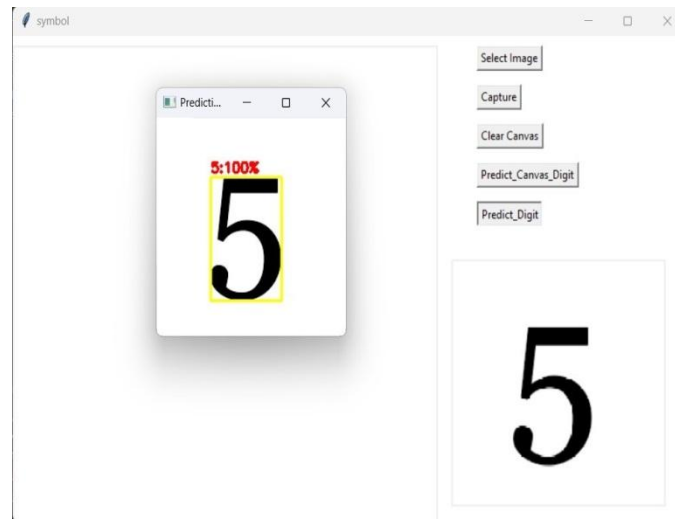 symbol
Select Image
Capture
Clear Canvas
Predict_Canvas_Digit
Predict_Digit
Predicti...
5:100%
5
5